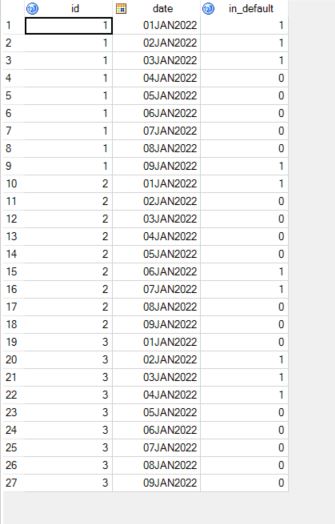 id date in_default
1 1 01JAN2022 1
2 1 02JAN2022 1
3 1 03JAN2022 1
4 1 04JAN2022 0
5 1 05JAN2022 0
6 1 06JAN2022 0
7 1 07JAN2022 0
8 1 08JAN2022 0
9 1 09JAN2022 1
10 2 01JAN2022 1
11 2 02JAN2022 0
12 2 03JAN2022 0
13 2 04JAN2022 0
14 2 05JAN2022 0
15 2 06JAN2022 1
16 2 07JAN2022 1
17 2 08JAN2022 0
18 2 09JAN2022 0
19 3 01JAN2022 0
20 3 02JAN2022 1
21 3 03JAN2022 1
22 3 04JAN2022 1
23 3 05JAN2022 0
24 3 06JAN2022 0
25 3 07JAN2022 0
26 3 08JAN2022 0
27 3 09JAN2022 0